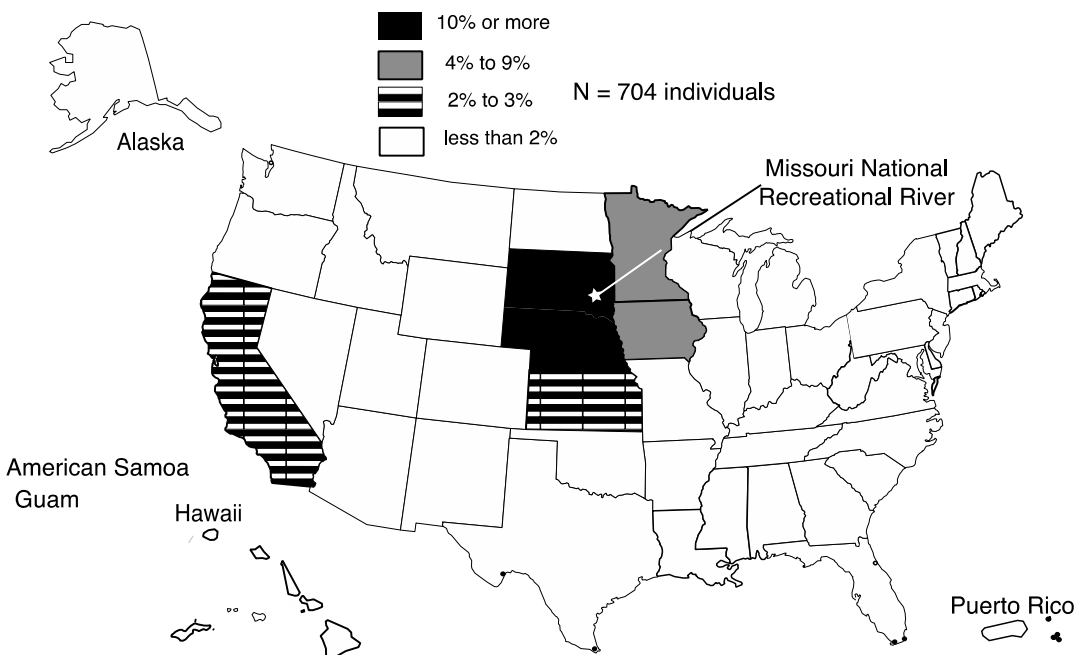 10% or more
4% to 9%
2% to 3%
less than 2%
N = 704 individuals
Alaska
Missouri National
Recreational River
American Samoa
Guam
Hawaii
Puerto Rico